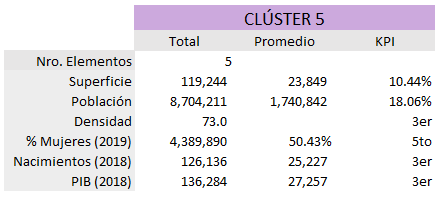 CLÚSTER 5
Total Promedio KPI
Nro. Elementos 5
Superficie 119,244 23,849 10.44%
Población 8,704,211 1,740,842 18.06%
Densidad 73.0 3er
% Mujeres (2019) 4,389,890 50.43% 5to
Nacimientos (2018) 126,136 25,227 3er
PIB (2018) 136,284 27,257 3er